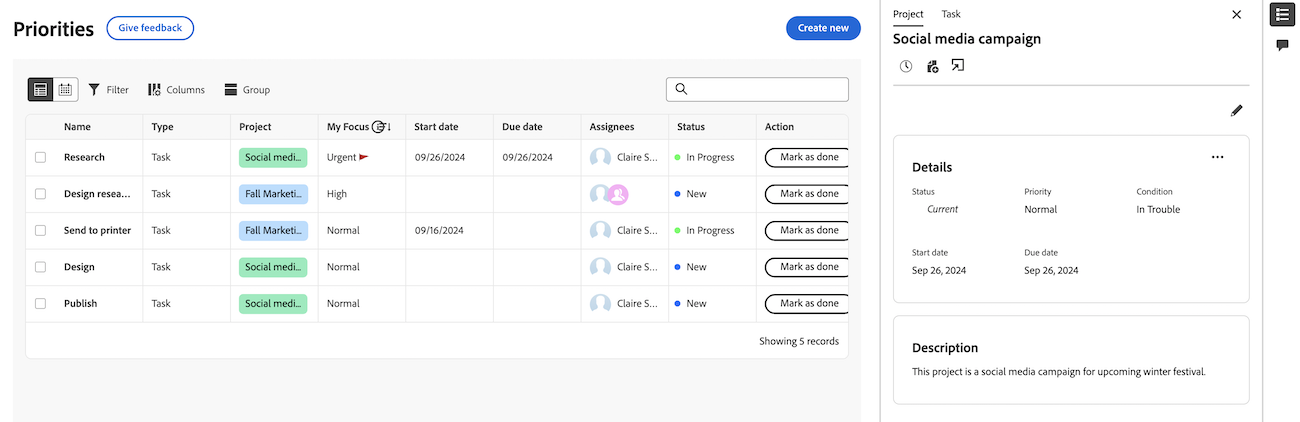 Priorities Give feedback Create new
Filter Columns Group
Name Type Project My Focus Start date Due date Assignees Status Action
Research Task Social medi... Urgent 09/26/2024 09/26/2024 Claire S... In Progress Mark as done
Design resea... Task Fall Marketi... High New Mark as done
Send to printer Task Fall Marketi... Normal 09/16/2024 Claire S... In Progress Mark as done
Design Task Social medi... Normal Claire S... New Mark as done
Publish Task Social medi... Normal Claire S... New Mark as done
Showing 5 records
Project Task
Social media campaign
Details
Status Priority Condition
Current Normal In Trouble
Start date Due date
Sep 26, 2024 Sep 26, 2024
Description
This project is a social media campaign for upcoming winter festival.